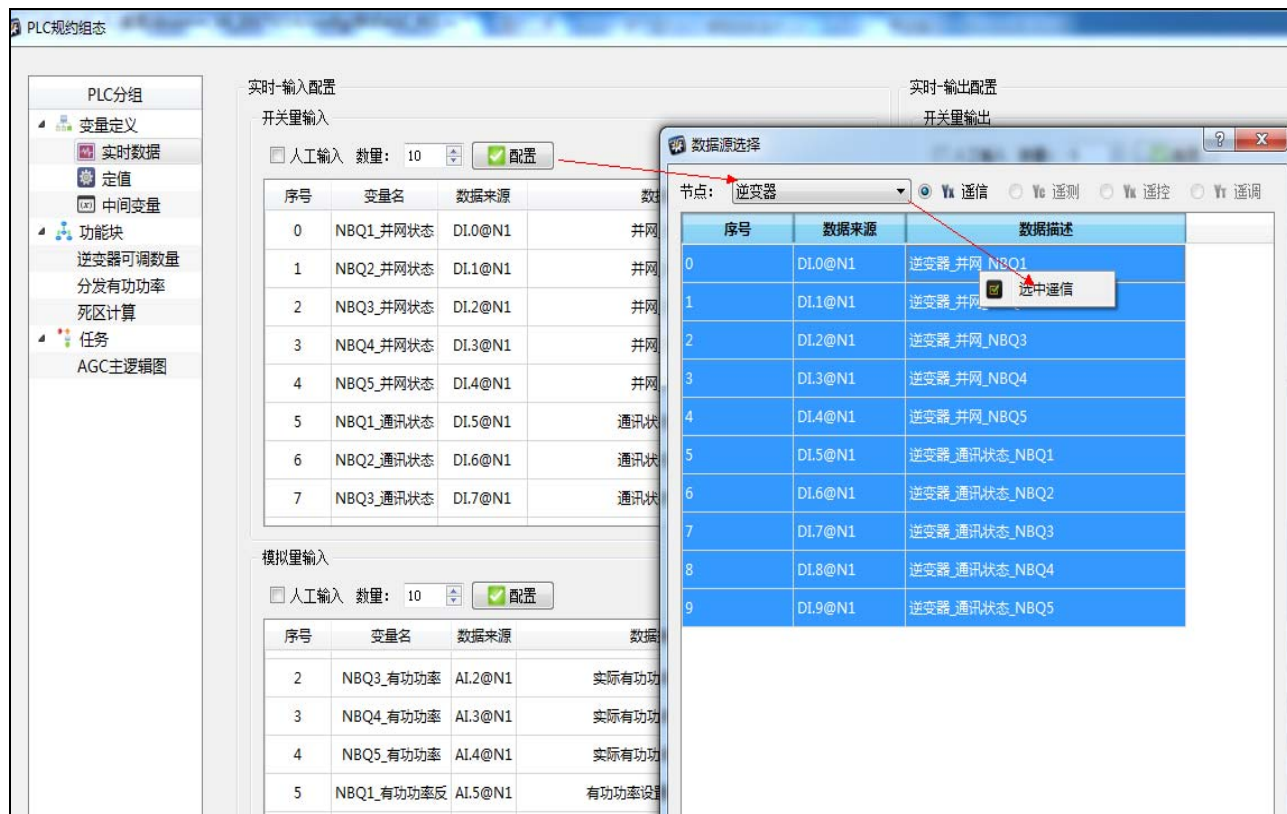 PLC规约组态
PLC分组
变量定义
实时数据
定值
中间变量
功能块
逆变器可调数量
分发有功功率
死区计算
任务
AGC主逻辑图
实时-输入配置
开关量输入
人工输入 数量： 10 配置
序号 变量名 数据来源
0 NBQ1_并网状态 DI.0@N1 并网
1 NBQ2_并网状态 DI.1@N1 并网
2 NBQ3_并网状态 DI.2@N1 并网
3 NBQ4_并网状态 DI.3@N1 并网
4 NBQ5_并网状态 DI.4@N1 并网
5 NBQ1_通讯状态 DI.5@N1 通讯状
6 NBQ2_通讯状态 DI.6@N1 通讯状
7 NBQ3_通讯状态 DI.7@N1 通讯状
模拟量输入
人工输入 数量： 10 配置
序号 变量名 数据来源 数据
2 NBQ3_有功功率 AI.2@N1 实际有功功
3 NBQ4_有功功率 AI.3@N1 实际有功功
4 NBQ5_有功功率 AI.4@N1 实际有功功
5 NBQ1_有功功率反 AI.5@N1 有功功率设
实时-输出配置
开关量输出
数据源选择
节点： 逆变器 Yx 遥信 Yc 遥测 Yk 遥控 Yt 遥调
序号 数据来源 数据描述
0 DI.0@N1 逆变器_并网_NBQ1
选中遥信
1 DI.1@N1 逆变器_并网
2 DI.2@N1 逆变器_并网_NBQ3
3 DI.3@N1 逆变器_并网_NBQ4
4 DI.4@N1 逆变器_并网_NBQ5
5 DI.5@N1 逆变器_通讯状态_NBQ1
6 DI.6@N1 逆变器_通讯状态_NBQ2
7 DI.7@N1 逆变器_通讯状态_NBQ3
8 DI.8@N1 逆变器_通讯状态_NBQ4
9 DI.9@N1 逆变器_通讯状态_NBQ5